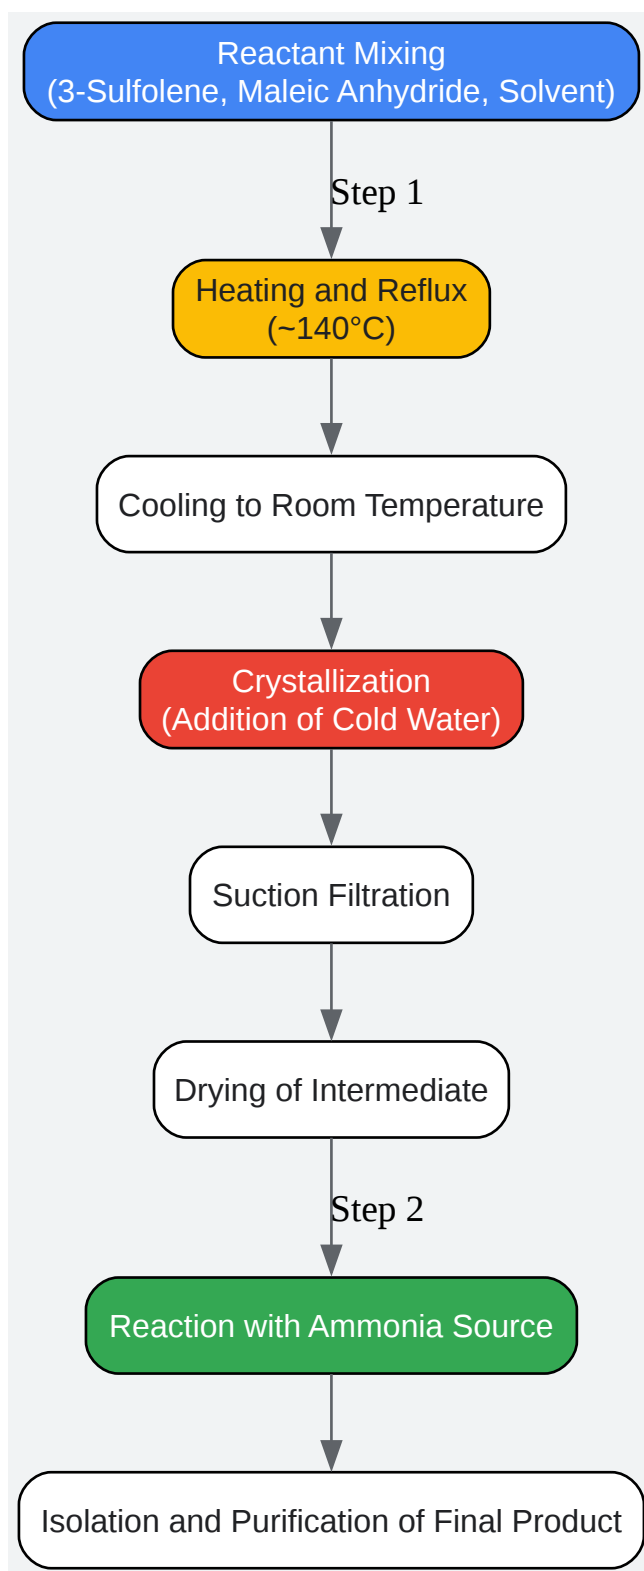 Reactant Mixing
(3-Sulfolene, Maleic Anhydride, Solvent)
Step 1
Heating and Reflux
(~140°C)
Cooling to Room Temperature
Crystallization
(Addition of Cold Water)
Suction Filtration
Drying of Intermediate
Step 2
Reaction with Ammonia Source
Isolation and Purification of Final Product